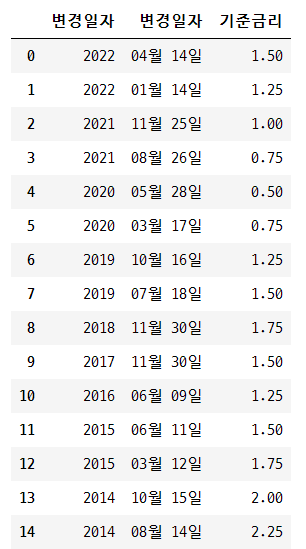 변경일자 변경일자 기준금리
0 2022 04월 14일 1.50
1 2022 01월 14일 1.25
2 2021 11월 25일 1.00
3 2021 08월 26일 0.75
4 2020 05월 28일 0.50
5 2020 03월 17일 0.75
6 2019 10월 16일 1.25
7 2019 07월 18일 1.50
8 2018 11월 30일 1.75
9 2017 11월 30일 1.50
10 2016 06월 09일 1.25
11 2015 06월 11일 1.50
12 2015 03월 12일 1.75
13 2014 10월 15일 2.00
14 2014 08월 14일 2.25